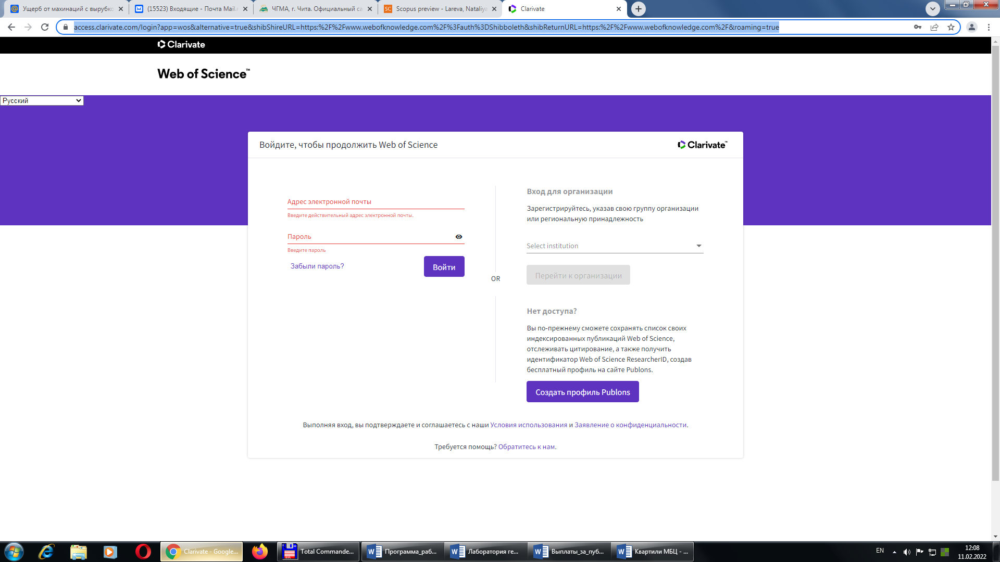 Ущерб от махинаций с вырубко
(15523) Входящие - Почта Mail.r
ЧГМА, г. Чита. Официальный са
Scopus preview - Lareva, Nataliya
Clarivate
access.clarivate.com/login?app=wos&alternative=true&shibShireURL=https:%2F%2Fwww.webofknowledge.com%2F%3Fauth%3DShibboleth&shibReturnURL=https:%2F%2Fwww.webofknowledge.com%2F&roaming=true
Clarivate
Web of Science™
Русский
Войдите, чтобы продолжить Web of Science
Clarivate™
Адрес электронной почты
Введите действительный адрес электронной почты.
Пароль
Введите пароль
Забыли пароль?
Войти
OR
Вход для организации
Зарегистрируйтесь, указав свою группу организации
или региональную принадлежность
Select institution
Перейти к организации
Нет доступа?
Вы по-прежнему сможете сохранять список своих
индексированных публикаций Web of Science,
отслеживать цитирование, а также получить
идентификатор Web of Science ResearcherID, создав
бесплатный профиль на сайте Publons.
Создать профиль Publons
Выполняя вход, вы подтверждаете и соглашаетесь с наши Условия использования и Заявление о конфиденциальности.
Требуется помощь? Обратитесь к нам.
Clarivate - Google...
Total Commande...
Программа_раб...
Лаборатория ге...
Выплаты_за_пуб...
Квартили МБЦ - ...
EN
12:08
11.02.2022